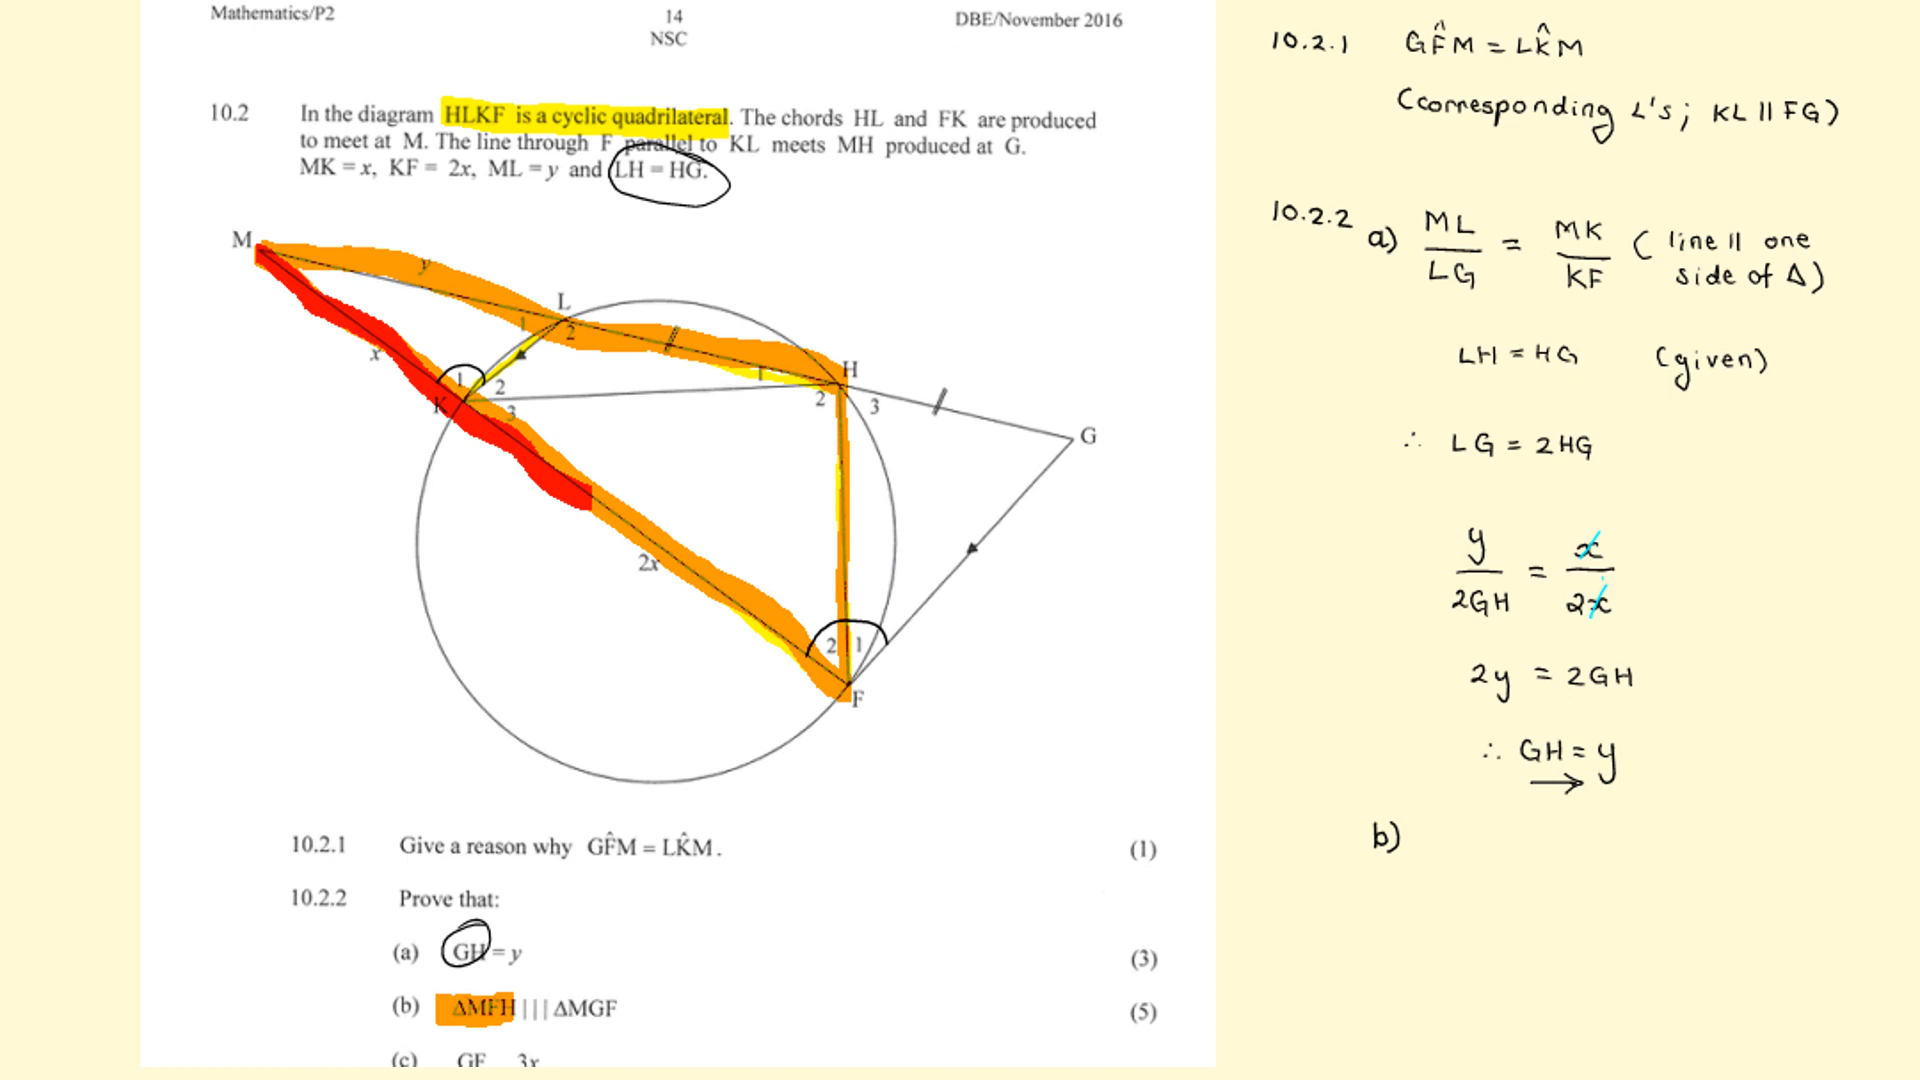 Mathematics/P2
14
NSC
DBE/November 2016
10.2 In the diagram HLKF is a cyclic quadrilateral. The chords HL and FK are produced
to meet at M. The line through F parallel to KL meets MH produced at G.
MK = x, KF = 2x, ML = y and LH = HG.
M
y
L
1
2
x
1
2
K
3
1
H
2
3
G
2x
2
1
F
10.2.1 Give a reason why GF̂M = LK̂M. (1)
10.2.2 Prove that:
(a) GH = y (3)
(b) ΔMFH ||| ΔMGF (5)
(c) GF 3x
10.2.1 GF̂M = LK̂M
(corresponding L's; KL || FG)
10.2.2 a) ML/LG = MK/KF (line || one
side of Δ)
LH = HG (given)
∴ LG = 2HG
y/2GH = x/2x
2y = 2GH
∴ GH = y
b)